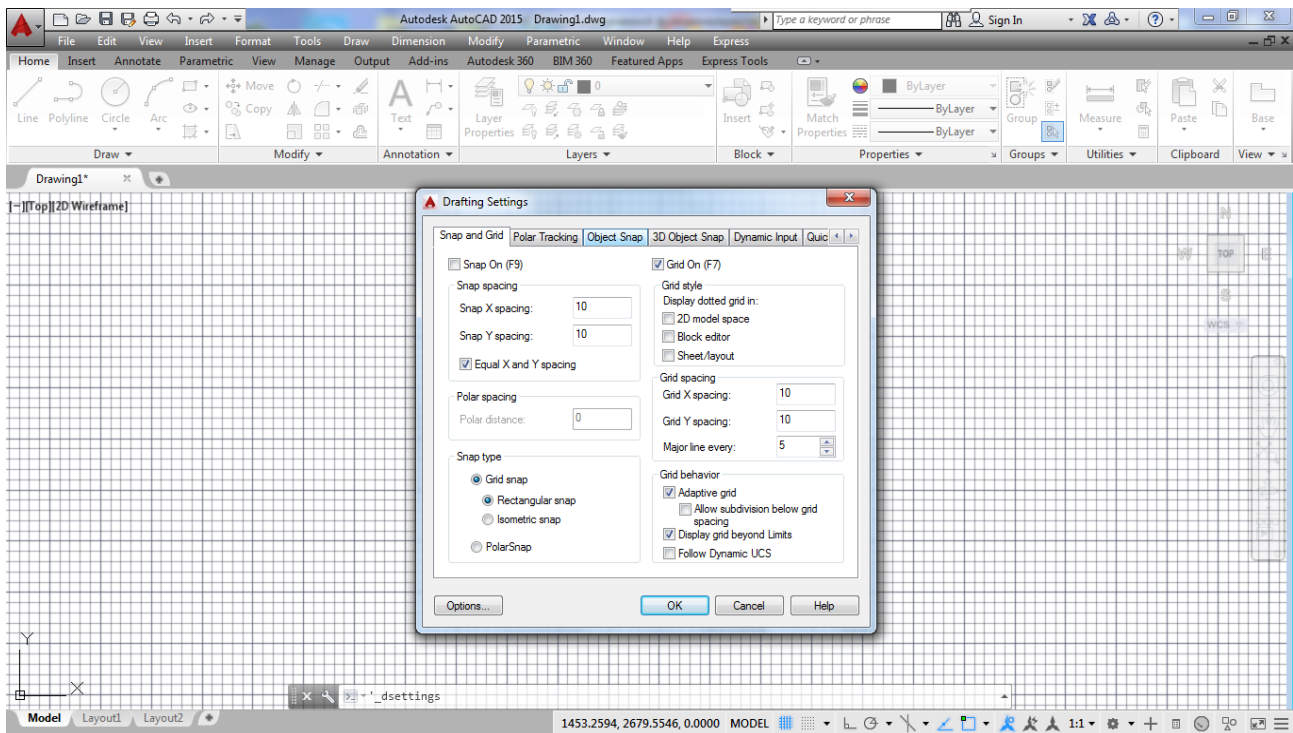 Autodesk AutoCAD 2015 Drawing1.dwg Type a keyword or phrase Sign In
File Edit View Insert Format Tools Draw Dimension Modify Parametric Window Help Express
Home Insert Annotate Parametric View Manage Output Add-ins Autodesk 360 BIM 360 Featured Apps Express Tools
Move ByLayer
Copy ByLayer
Line Polyline Circle Arc Text Layer Properties 0 Insert Match Properties Group Measure Paste Base
ByLayer
Draw Modify Annotation Layers Block Properties Groups Utilities Clipboard View
Drawing1*
[−][Top][2D Wireframe]
N
W TOP E
S
WCS
Drafting Settings
Snap and Grid Polar Tracking Object Snap 3D Object Snap Dynamic Input Quic
Snap On (F9)
Snap spacing
Snap X spacing: 10
Snap Y spacing: 10
Equal X and Y spacing
Polar spacing
Polar distance: 0
Snap type
Grid snap
Rectangular snap
Isometric snap
PolarSnap
Grid On (F7)
Grid style
Display dotted grid in:
2D model space
Block editor
Sheet/layout
Grid spacing
Grid X spacing: 10
Grid Y spacing: 10
Major line every: 5
Grid behavior
Adaptive grid
Allow subdivision below grid
spacing
Display grid beyond Limits
Follow Dynamic UCS
Options... OK Cancel Help
Y
X
'_dsettings
Model Layout1 Layout2
1453.2594, 2679.5546, 0.0000 MODEL 1:1